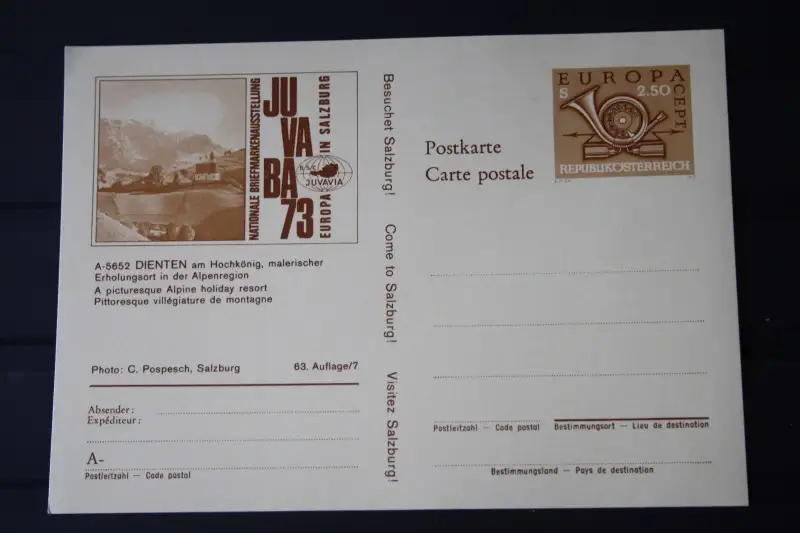 NATIONALE BRIEFMARKENAUSSTELLUNG
JU
VA
BA
73
EUROPA IN SALZBURG
JUVAVIA
A-5652 DIENTEN am Hochkönig, malerischer
Erholungsort in der Alpenregion
A picturesque Alpine holiday resort
Pittoresque villégiature de montagne
Photo: C. Pospesch, Salzburg 63. Auflage/7
Absender:
Expéditeur:
A-
Postleitzahl — Code postal
Besuchet Salzburg! Come to Salzburg! Visitez Salzburg!
EUROPA
CEPT
S 2.50
REPUBLIK ÖSTERREICH
Postkarte
Carte postale
Postleitzahl — Code postal Bestimmungsort — Lieu de destination
Bestimmungsland — Pays de destination